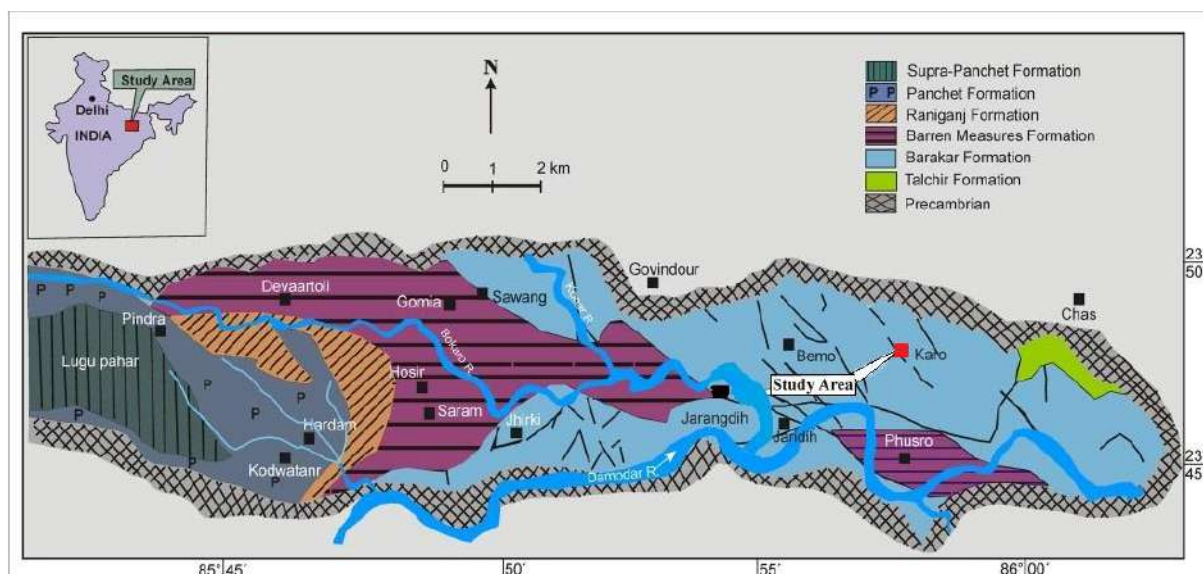 Study Area
Delhi
INDIA
N
0 1 2 km
Supra-Panchet Formation
P P Panchet Formation
Raniganj Formation
Barren Measures Formation
Barakar Formation
Talchir Formation
Precambrian
23
50
Govindour
Chas
P P P
Devaartoli
Gomia
Sawang
Konar R.
Pindra
Bokaro R.
Lugu pahar
Bemo
Karo
Study Area
P
Hosir
Saram
Jhirki
Jarangdih
Jaridih
P
P
Hardam
P
Phusro
Kodwatanr
P
P
Damodar R.
23
45
85°45'
50'
55'
86°00'